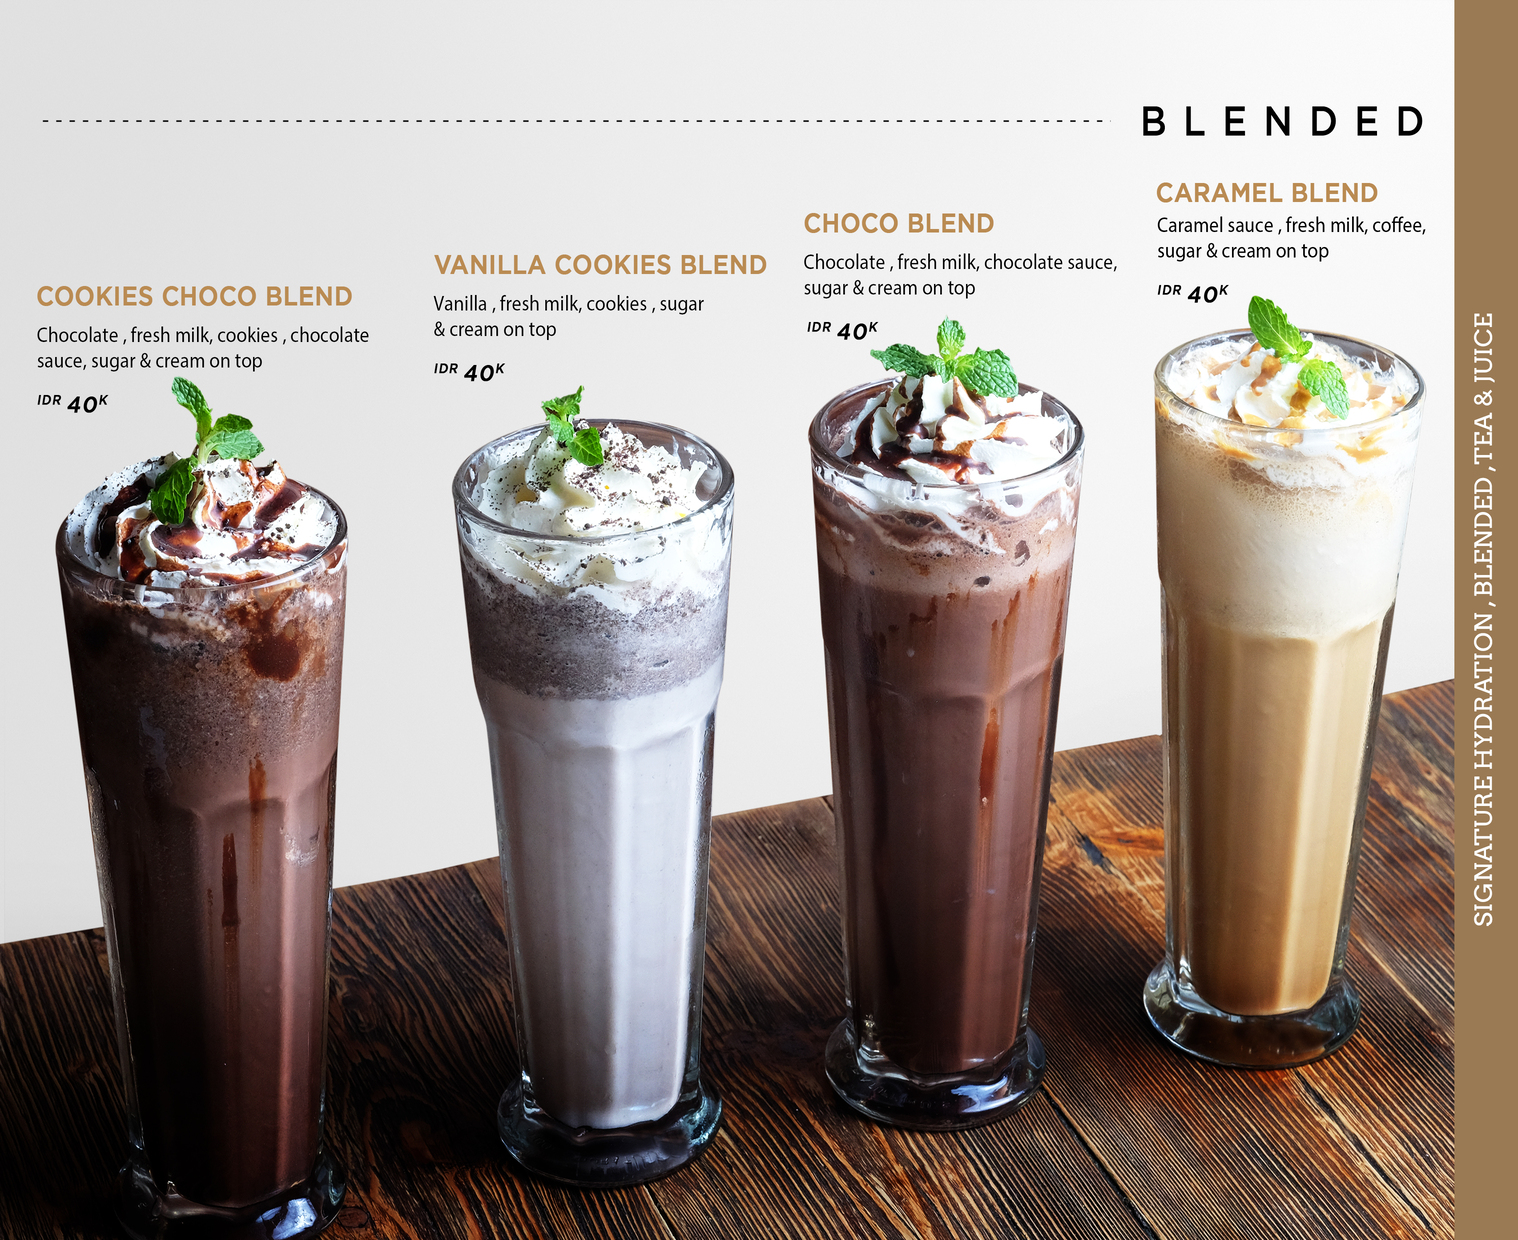 BLENDED
COOKIES CHOCO BLEND
Chocolate , fresh milk, cookies , chocolate
sauce, sugar & cream on top
IDR 40K
VANILLA COOKIES BLEND
Vanilla , fresh milk, cookies , sugar
& cream on top
IDR 40K
CHOCO BLEND
Chocolate , fresh milk, chocolate sauce,
sugar & cream on top
IDR 40K
CARAMEL BLEND
Caramel sauce , fresh milk, coffee,
sugar & cream on top
IDR 40K
SIGNATURE HYDRATION , BLENDED , TEA & JUICE